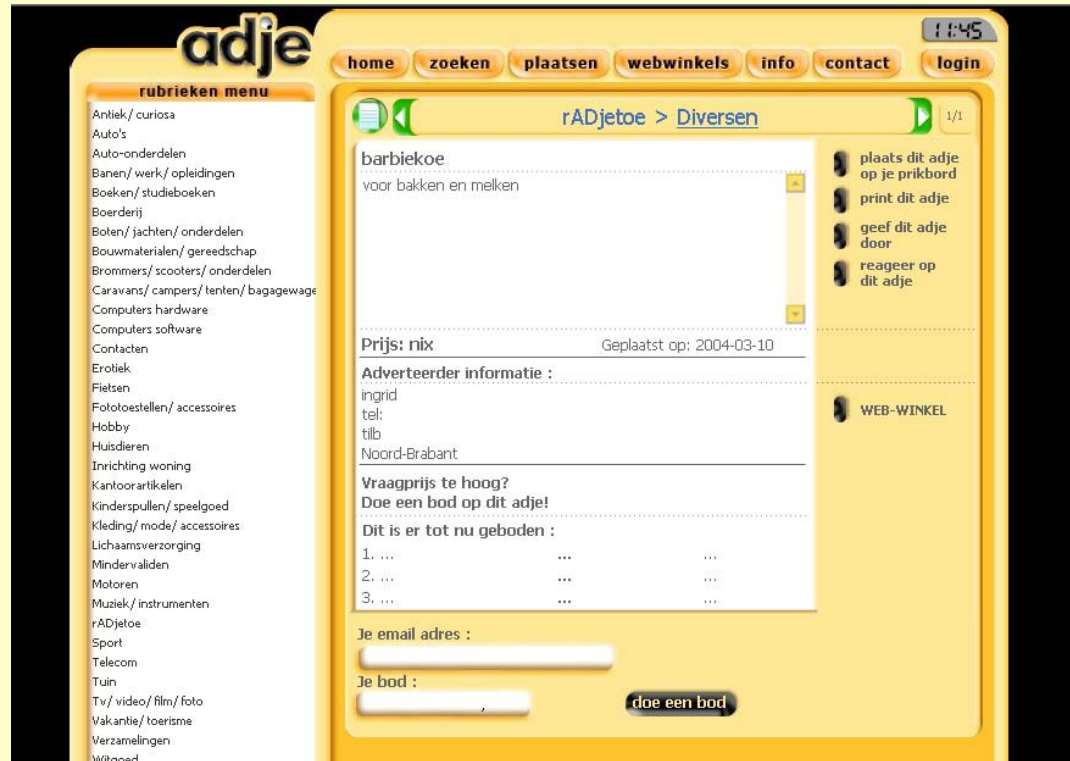 adje
11:45
home zoeken plaatsen webwinkels info contact login
rubrieken menu
Antiek/ curiosa
Auto's
Auto-onderdelen
Banen/ werk/ opleidingen
Boeken/ studieboeken
Boerderij
Boten/ jachten/ onderdelen
Bouwmaterialen/ gereedschap
Brommers/ scooters/ onderdelen
Caravans/ campers/ tenten/ bagagewage
Computers hardware
Computers software
Contacten
Erotiek
Fietsen
Fototoestellen/ accessoires
Hobby
Huisdieren
Inrichting woning
Kantoorartikelen
Kinderspullen/ speelgoed
Kleding/ mode/ accessoires
Lichaamsverzorging
Mindervaliden
Motoren
Muziek/ instrumenten
rADjetoe
Sport
Telecom
Tuin
Tv/ video/ film/ foto
Vakantie/ toerisme
Verzamelingen
Witgoed
rADjetoe > Diversen
1/1
barbiekoe
voor bakken en melken
Prijs: nix Geplaatst op: 2004-03-10
Adverteerder informatie :
ingrid
tel:
tilb
Noord-Brabant
Vraagprijs te hoog?
Doe een bod op dit adje!
Dit is er tot nu geboden :
1. ... ... ...
2. ... ... ...
3. ... ... ...
Je email adres :
Je bod :
,
doe een bod
plaats dit adje
op je prikbord
print dit adje
geef dit adje
door
reageer op
dit adje
WEB-WINKEL